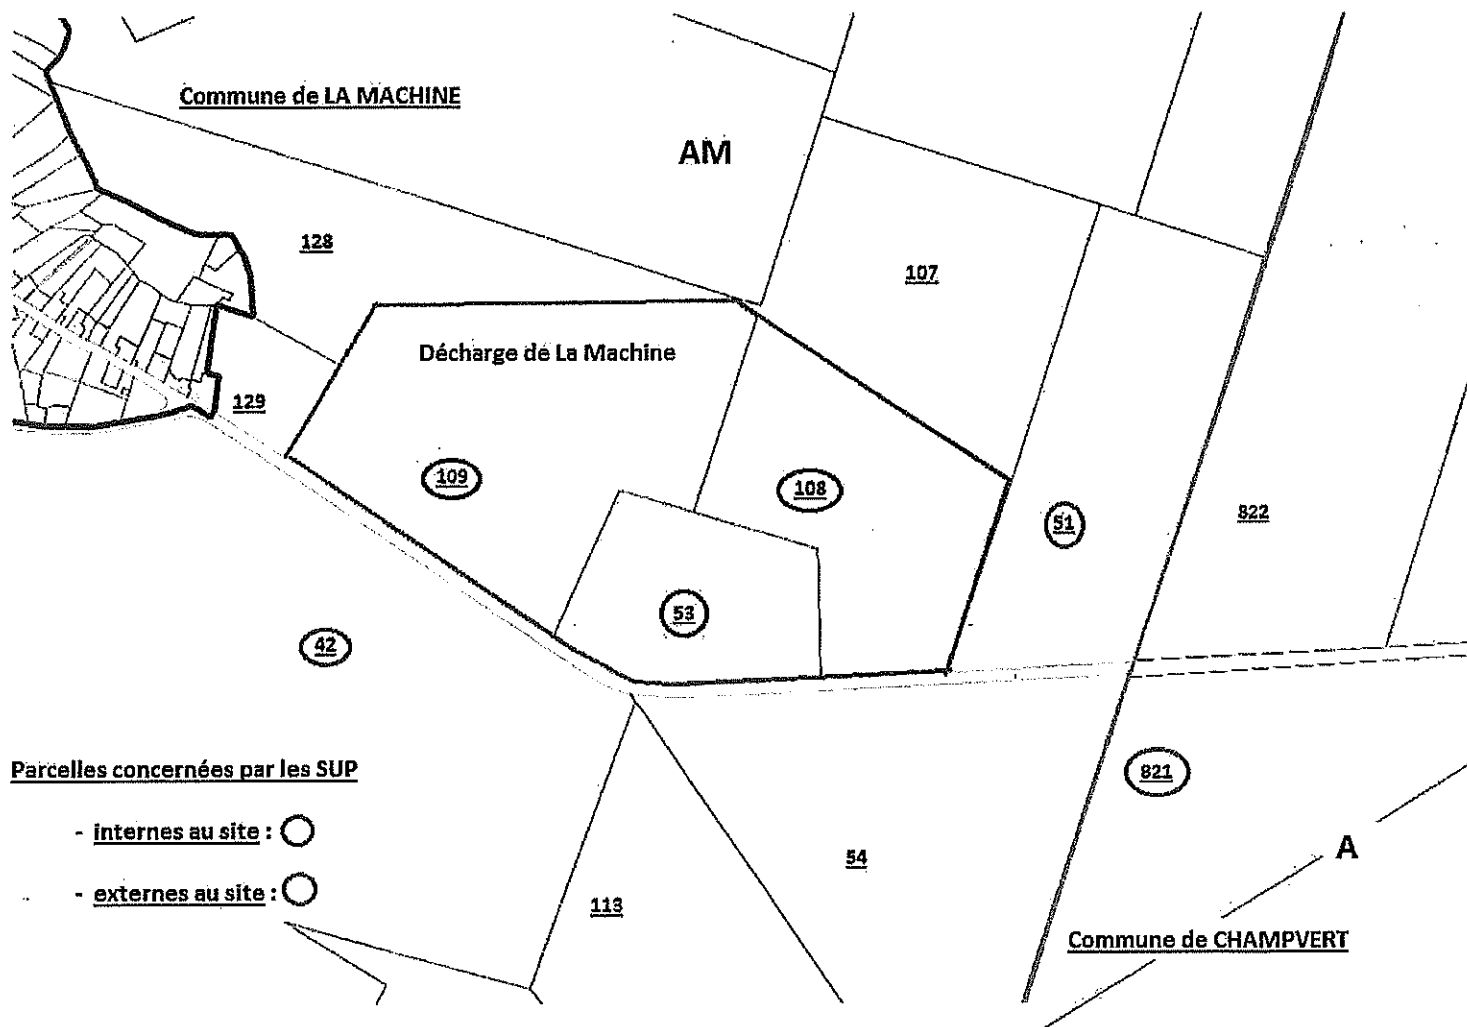 Commune de LA MACHINE
AM
128
107
Décharge de La Machine
129
109
108
51
822
53
42
821
Parcelles concernées par les SUP
- internes au site :
54
A
- externes au site :
113
Commune de CHAMPVERT